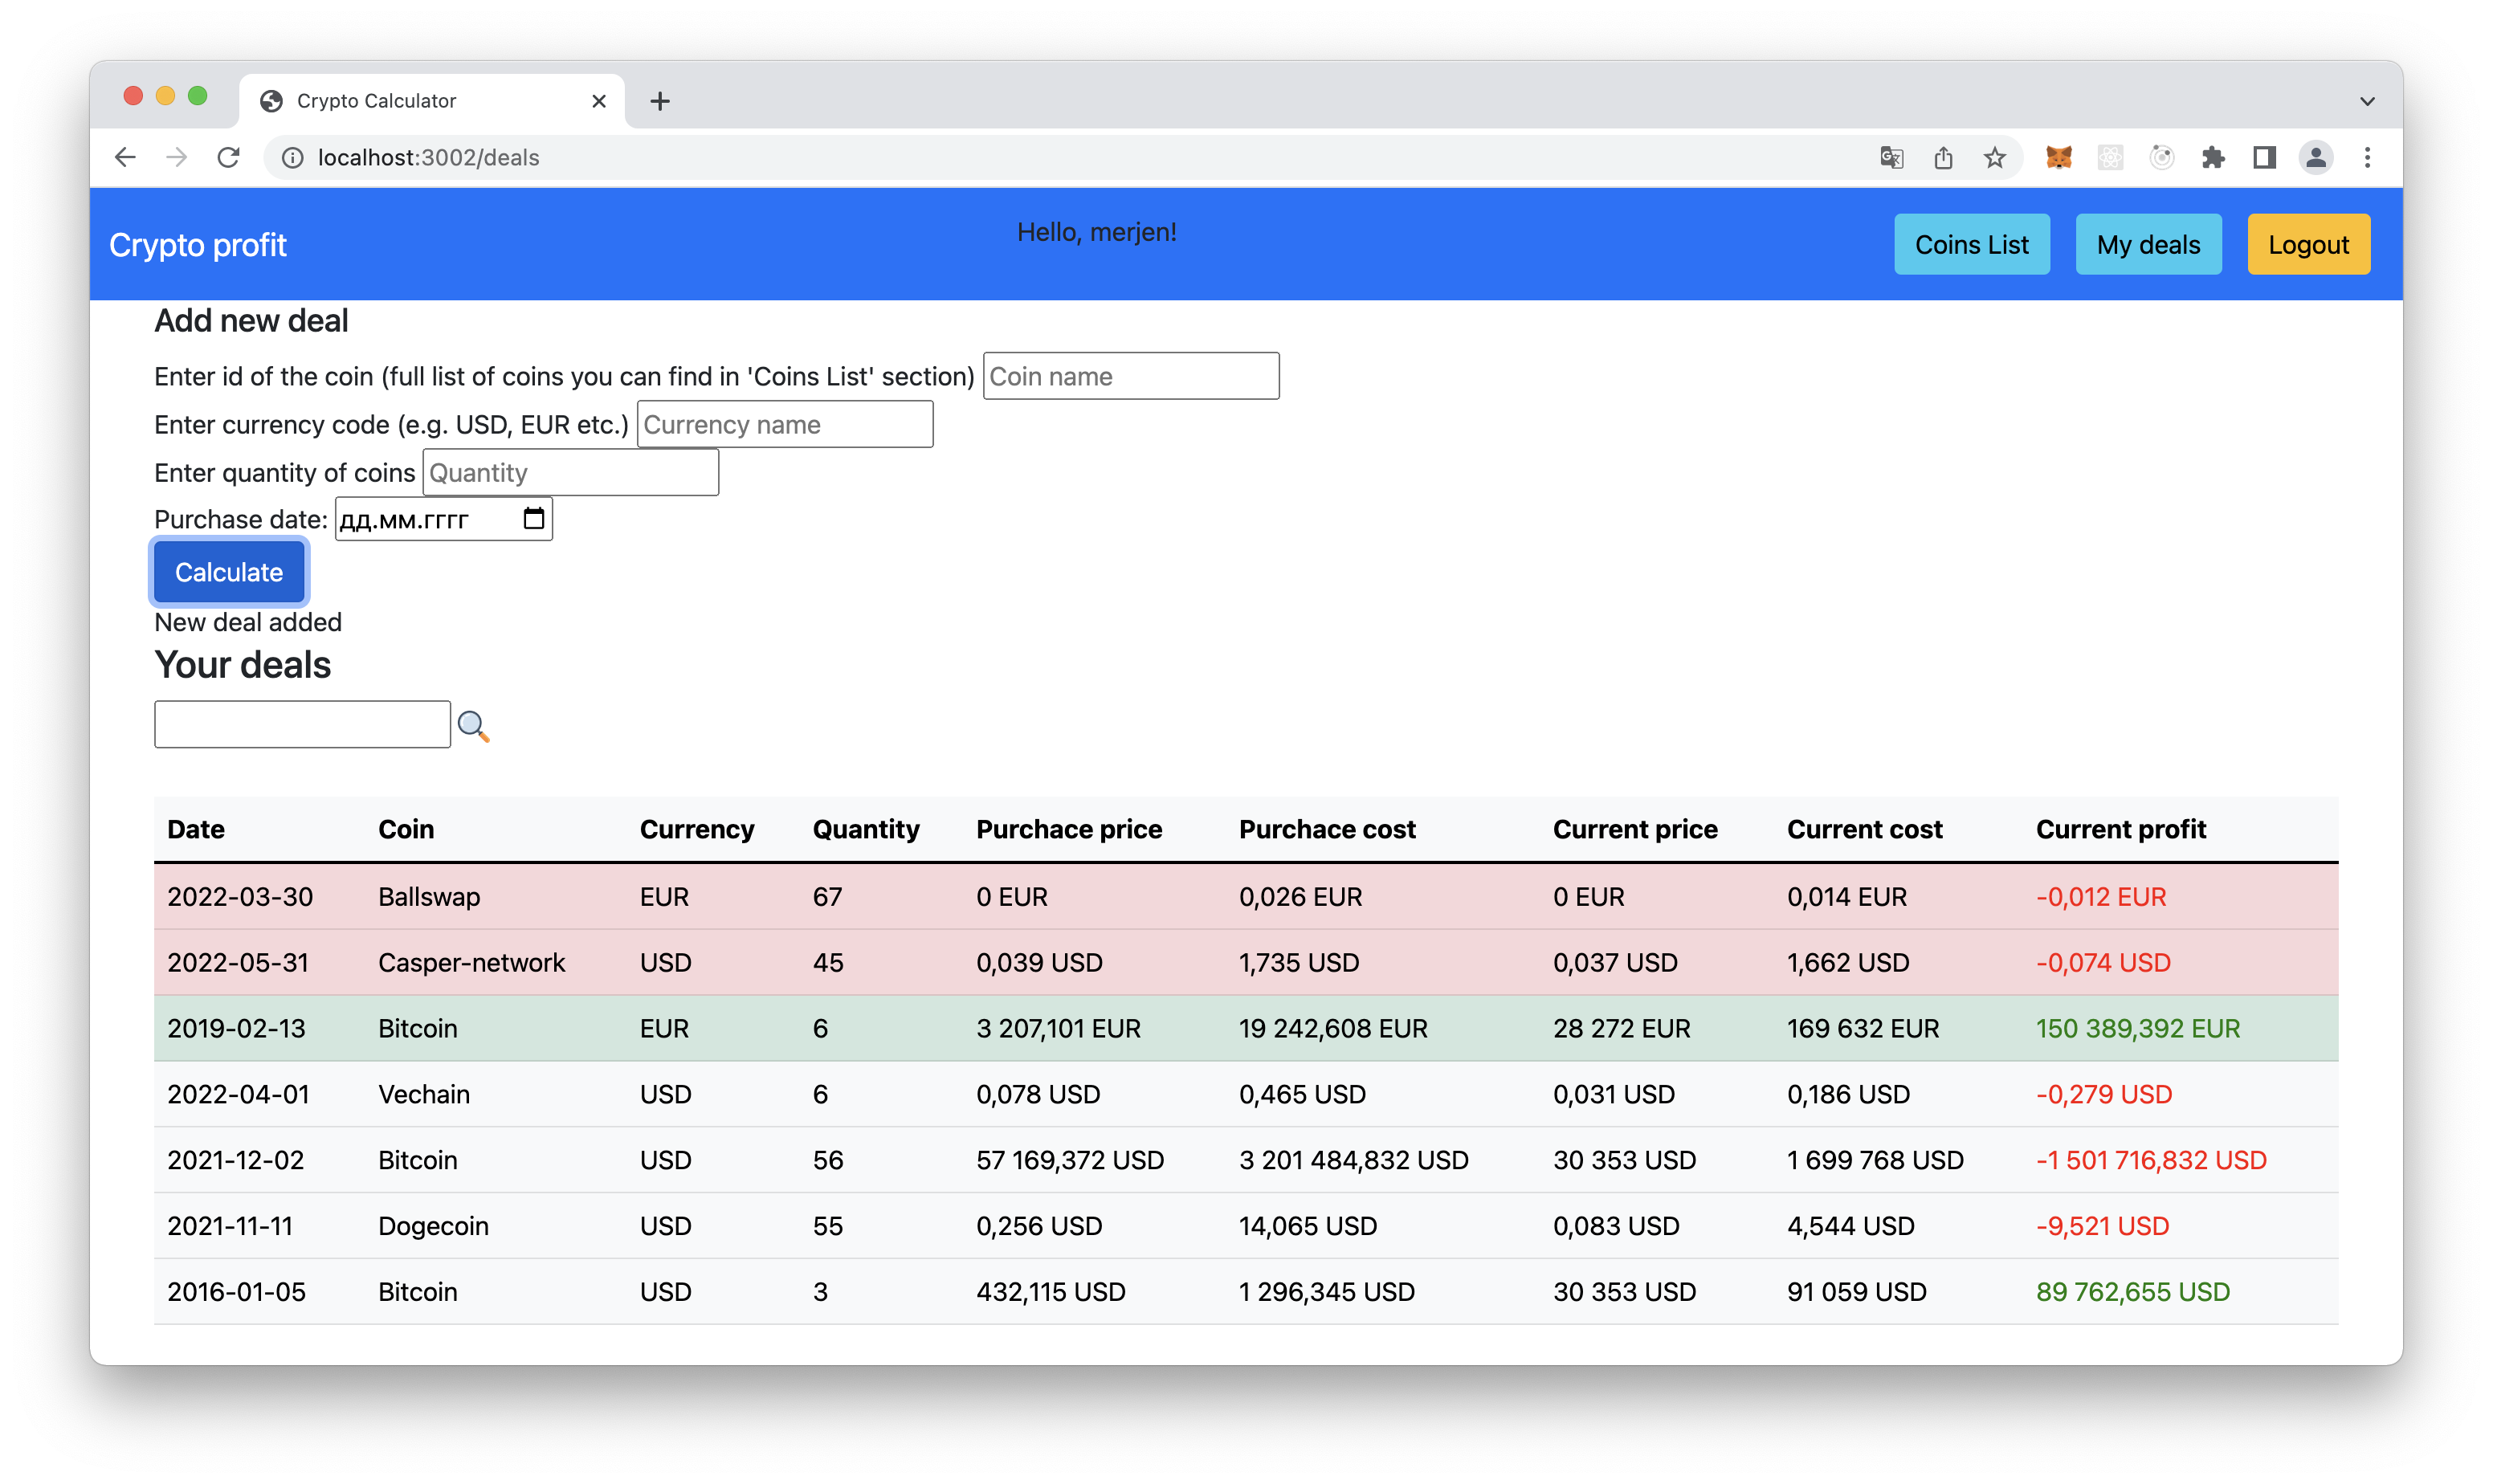 Crypto Calculator
localhost:3002/deals
Crypto profit
Hello, merjen!
Coins List
My deals
Logout
Add new deal
Enter id of the coin (full list of coins you can find in 'Coins List' section) Coin name
Enter currency code (e.g. USD, EUR etc.) Currency name
Enter quantity of coins Quantity
Purchase date: дд.мм.гггг
Calculate
New deal added
Your deals
Date Coin Currency Quantity Purchace price Purchace cost Current price Current cost Current profit
2022-03-30 Ballswap EUR 67 0 EUR 0,026 EUR 0 EUR 0,014 EUR -0,012 EUR
2022-05-31 Casper-network USD 45 0,039 USD 1,735 USD 0,037 USD 1,662 USD -0,074 USD
2019-02-13 Bitcoin EUR 6 3 207,101 EUR 19 242,608 EUR 28 272 EUR 169 632 EUR 150 389,392 EUR
2022-04-01 Vechain USD 6 0,078 USD 0,465 USD 0,031 USD 0,186 USD -0,279 USD
2021-12-02 Bitcoin USD 56 57 169,372 USD 3 201 484,832 USD 30 353 USD 1 699 768 USD -1 501 716,832 USD
2021-11-11 Dogecoin USD 55 0,256 USD 14,065 USD 0,083 USD 4,544 USD -9,521 USD
2016-01-05 Bitcoin USD 3 432,115 USD 1 296,345 USD 30 353 USD 91 059 USD 89 762,655 USD